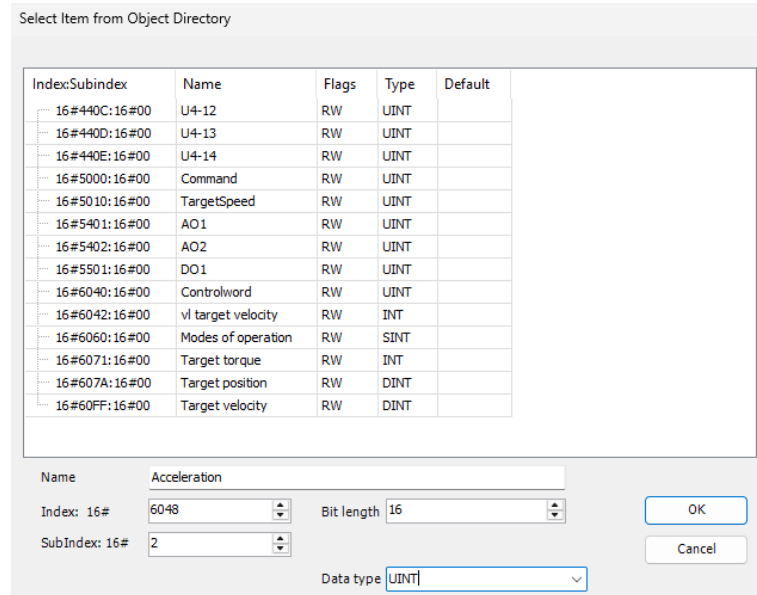 Select Item from Object Directory
Index:Subindex Name Flags Type Default
16#440C:16#00 U4-12 RW UINT
16#440D:16#00 U4-13 RW UINT
16#440E:16#00 U4-14 RW UINT
16#5000:16#00 Command RW UINT
16#5010:16#00 TargetSpeed RW UINT
16#5401:16#00 AO1 RW UINT
16#5402:16#00 AO2 RW UINT
16#5501:16#00 DO1 RW UINT
16#6040:16#00 Controlword RW UINT
16#6042:16#00 vl target velocity RW INT
16#6060:16#00 Modes of operation RW SINT
16#6071:16#00 Target torque RW INT
16#607A:16#00 Target position RW DINT
16#60FF:16#00 Target velocity RW DINT
Name Acceleration
Index: 16# 6048 Bit length 16 OK
SubIndex: 16# 2 Cancel
Data type UINT